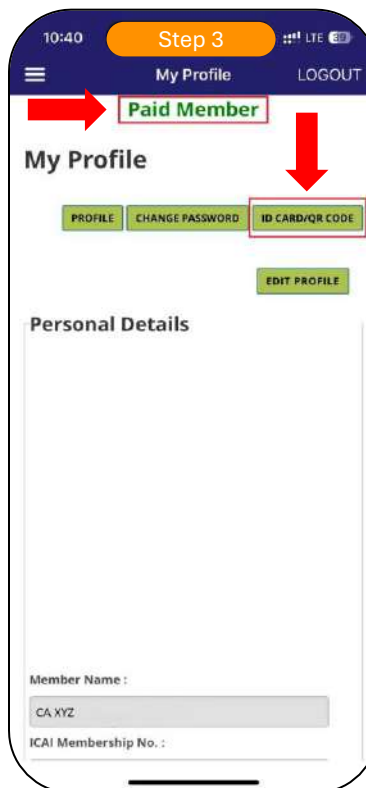 10:40 Step 3 LTE 39
My Profile LOGOUT
Paid Member
My Profile
PROFILE CHANGE PASSWORD ID CARD/QR CODE
EDIT PROFILE
Personal Details
Member Name :
CA XYZ
ICAI Membership No. :